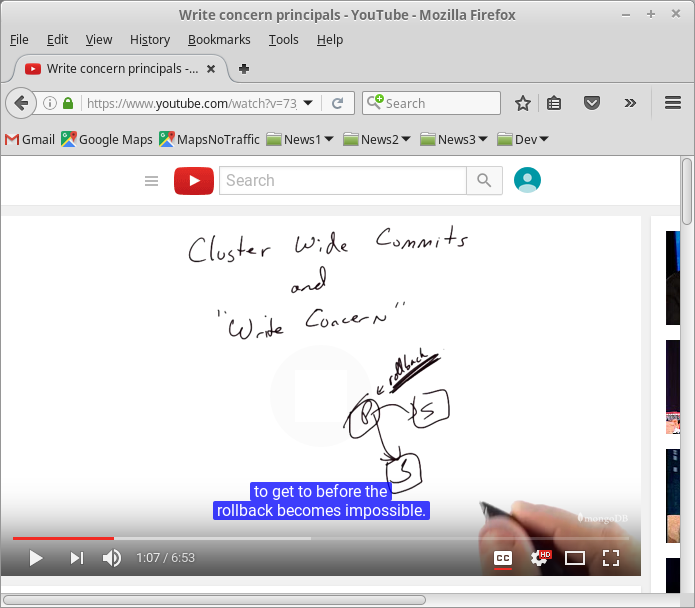 Write concern principals - YouTube - Mozilla Firefox
File Edit View History Bookmarks Tools Help
Write concern principals -...
https://www.youtube.com/watch?v=73
Search
Gmail Google Maps MapsNoTraffic News1 News2 News3 Dev
Search
Cluster Wide Commits
and
"Write Concern"
rollback
P
S
S
to get to before the
rollback becomes impossible.
mongoDB
1:07 / 6:53
CC
HD